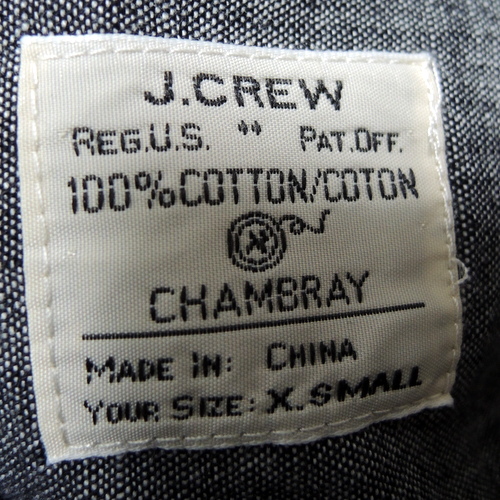 J.CREW
REG.U.S. " PAT.OFF.
100%COTTON/COTON
CHAMBRAY
MADE IN: CHINA
YOUR SIZE: X.SMALL